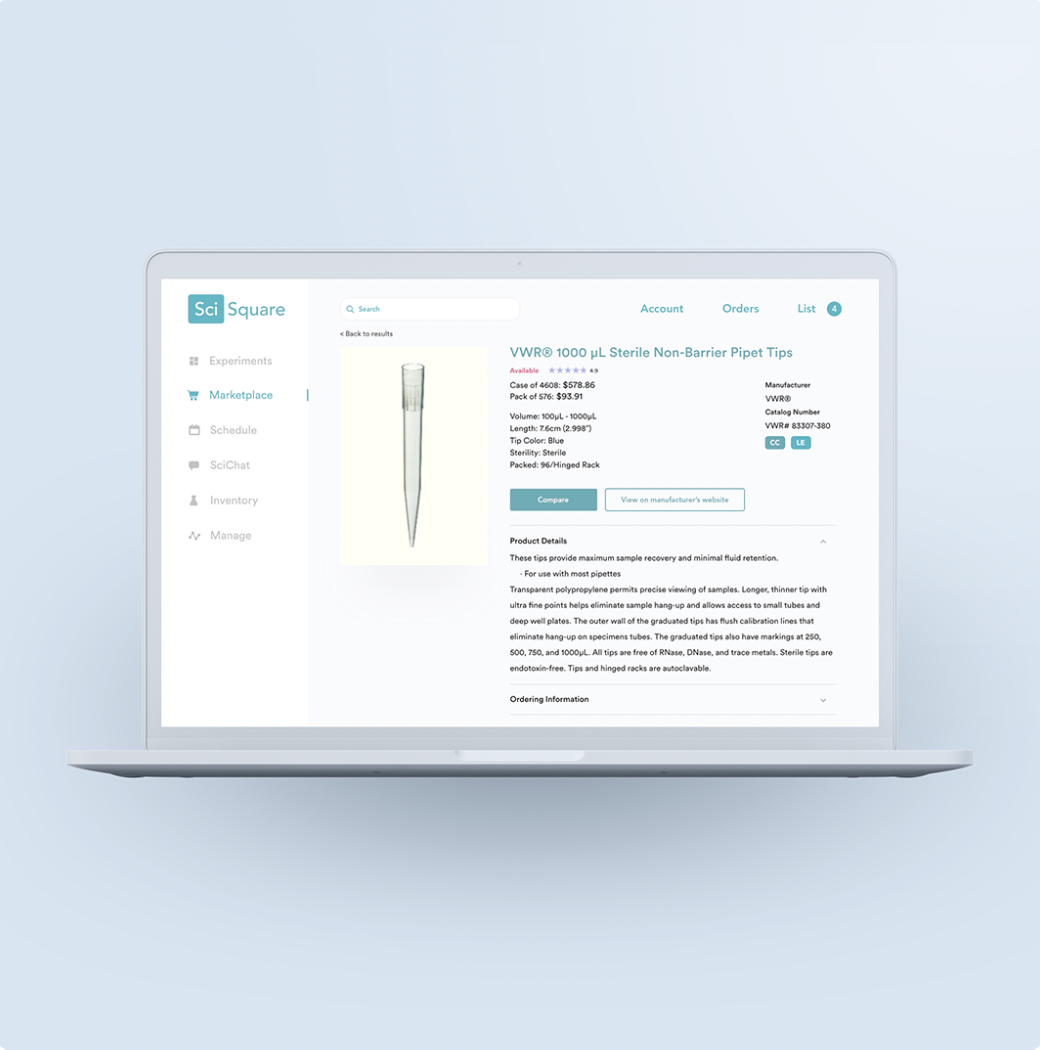 Sci Square
Search
Account
Orders
List 4
< Back to results
Experiments
Marketplace
Schedule
SciChat
Inventory
Manage
VWR® 1000 µL Sterile Non-Barrier Pipet Tips
Available ★★★★★ 4.9
Case of 4608: $578.86
Pack of 576: $93.91
Volume: 100µL - 1000µL
Length: 7.6cm (2.998")
Tip Color: Blue
Sterility: Sterile
Packed: 96/Hinged Rack
Manufacturer
VWR®
Catalog Number
VWR# 83307-380
CC LE
Compare
View on manufacturer's website
Product Details
These tips provide maximum sample recovery and minimal fluid retention.
- For use with most pipettes
Transparent polypropylene permits precise viewing of samples. Longer, thinner tip with
ultra fine points helps eliminate sample hang-up and allows access to small tubes and
deep well plates. The outer wall of the graduated tips has flush calibration lines that
eliminate hang-up on specimens tubes. The graduated tips also have markings at 250,
500, 750, and 1000µL. All tips are free of RNase, DNase, and trace metals. Sterile tips are
endotoxin-free. Tips and hinged racks are autoclavable.
Ordering Information